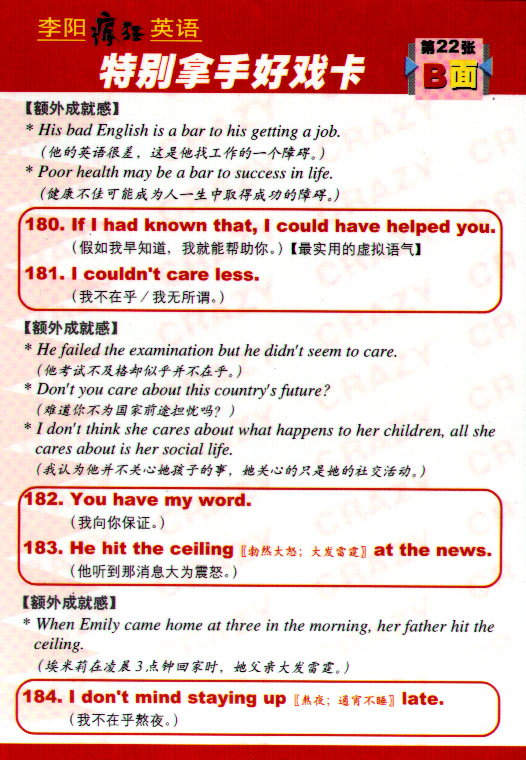 李阳疯狂英语
特别拿手好戏卡
第22张
B面
【额外成就感】
* His bad English is a bar to his getting a job.
(他的英语很差，这是他找工作的一个障碍。)
* Poor health may be a bar to success in life.
(健康不佳可能成为人一生中取得成功的障碍。)
180. If I had known that, I could have helped you.
(假如我早知道，我就能帮助你。)【最实用的虚拟语气】
181. I couldn't care less.
(我不在乎／我无所谓。)
【额外成就感】
* He failed the examination but he didn't seem to care.
(他考试不及格却似乎并不在乎。)
* Don't you care about this country's future?
(难道你不为国家前途担忧吗？)
* I don't think she cares about what happens to her children, all she
cares about is her social life.
(我认为他并不关心她孩子的事，她关心的只是她的社交活动。)
182. You have my word.
(我向你保证。)
183. He hit the ceiling〖勃然大怒；大发雷霆〗at the news.
(他听到那消息大为震怒。)
【额外成就感】
* When Emily came home at three in the morning, her father hit the
ceiling.
(埃米莉在凌晨3点钟回家时，她父亲大发雷霆。)
184. I don't mind staying up〖熬夜；通宵不睡〗late.
(我不在乎熬夜。)
CRAZY